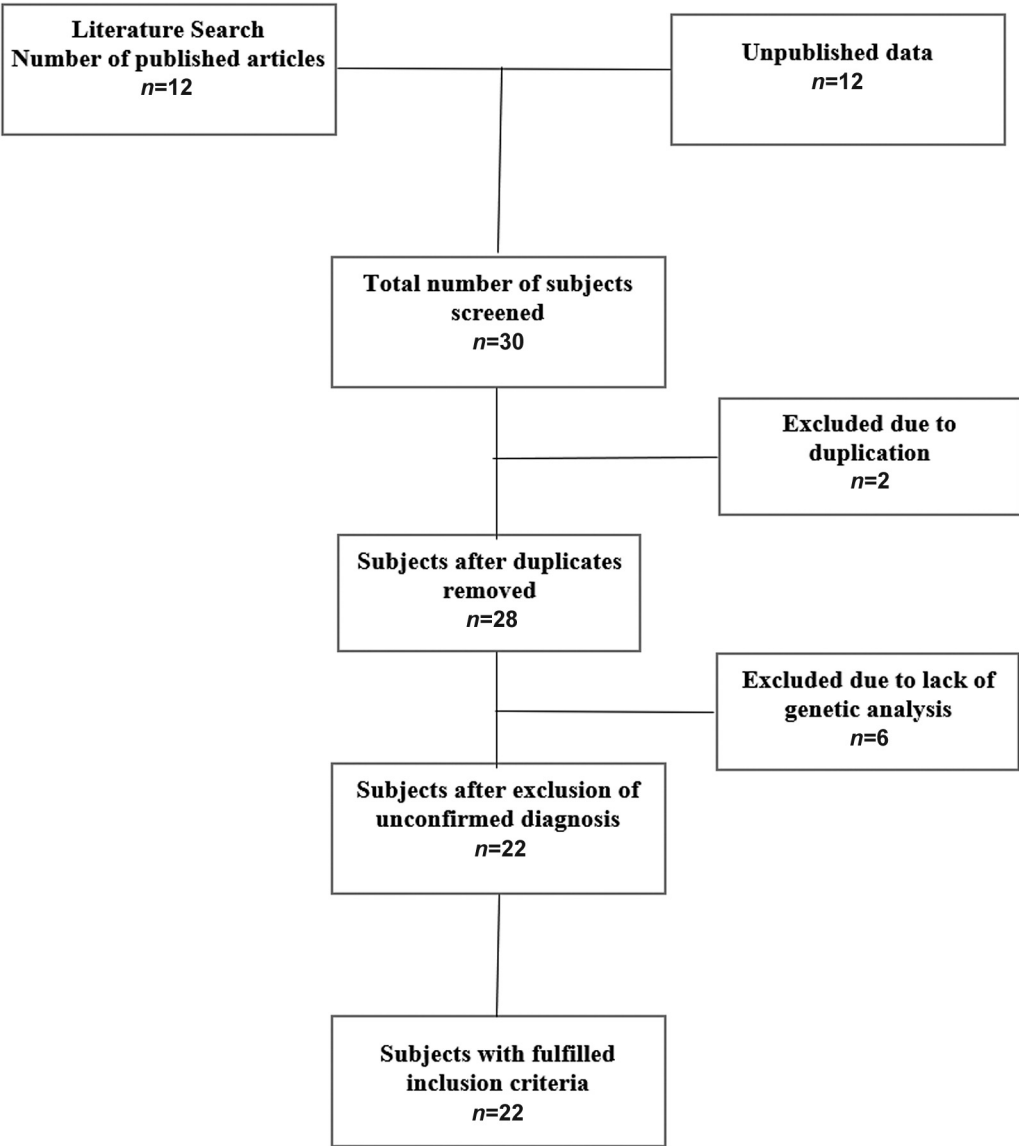 Literature Search
Number of published articles
n=12
Unpublished data
n=12
Total number of subjects
screened
n=30
Excluded due to
duplication
n=2
Subjects after duplicates
removed
n=28
Excluded due to lack of
genetic analysis
n=6
Subjects after exclusion of
unconfirmed diagnosis
n=22
Subjects with fulfilled
inclusion criteria
n=22